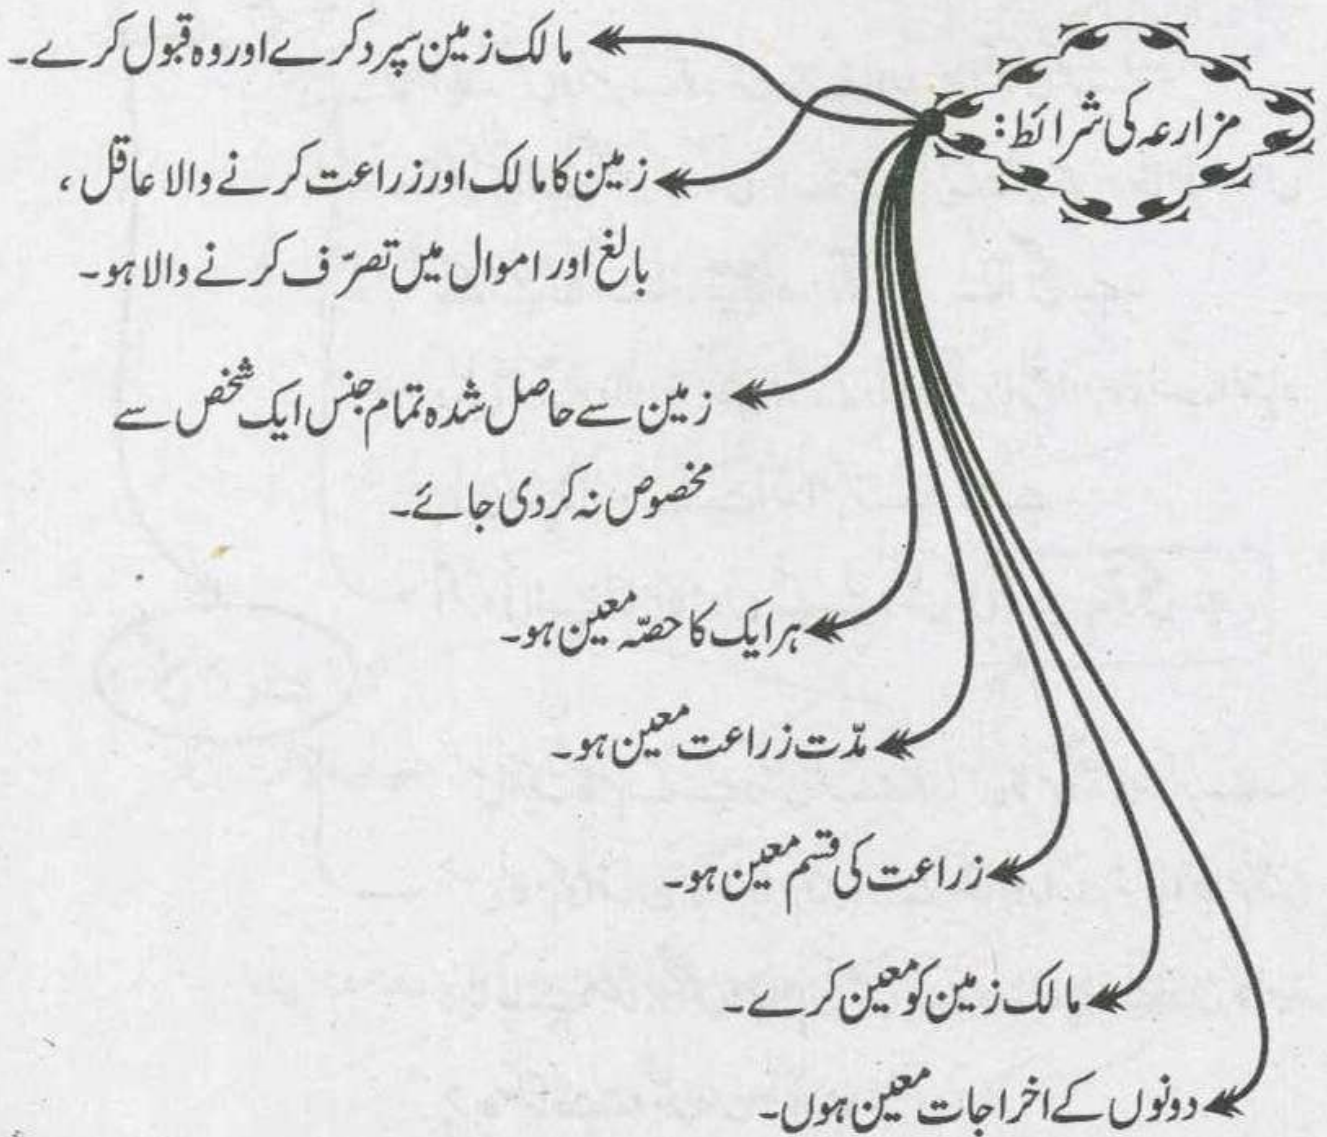 مزارعہ کی شرائط:
مالک زمین سپرد کرے اور وہ قبول کرے۔
زمین کا مالک اور زراعت کرنے والا عاقل،
بالغ اور اموال میں تصرّف کرنے والا ہو۔
زمین سے حاصل شدہ تمام جنس ایک شخص سے
مخصوص نہ کردی جائے۔
ہر ایک کا حصّہ معین ہو۔
مدّت زراعت معین ہو۔
زراعت کی قسم معین ہو۔
مالک زمین کو معین کرے۔
دونوں کے اخراجات معین ہوں۔